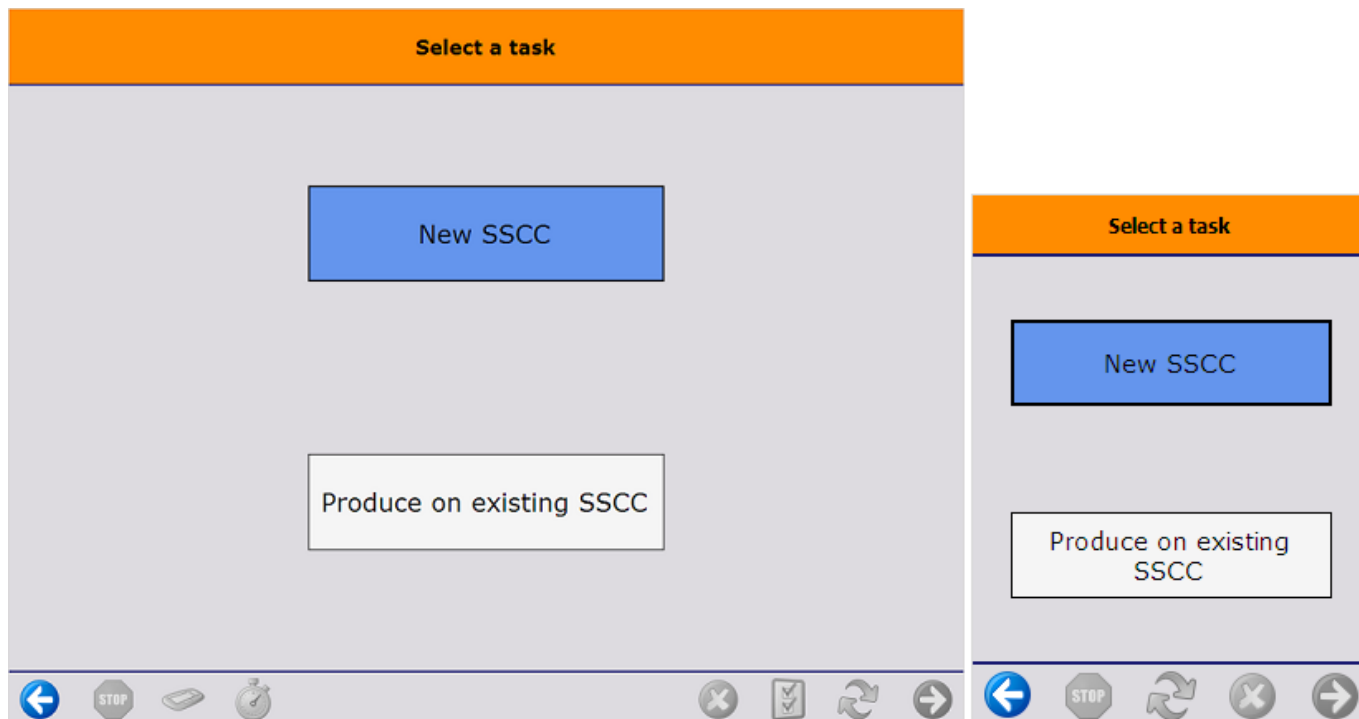 Select a task
New SSCC
Produce on existing SSCC
STOP
Select a task
New SSCC
Produce on existing
SSCC
STOP